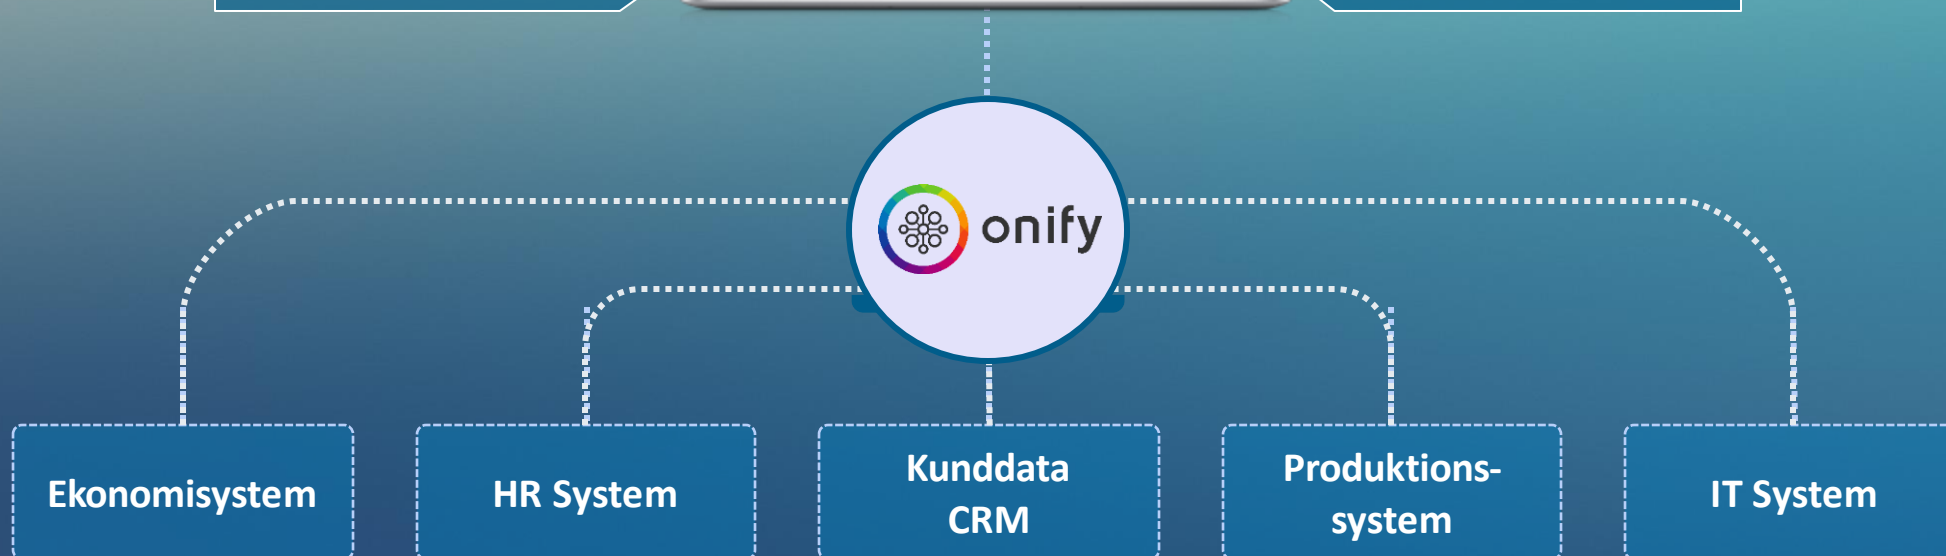 onify
Ekonomisystem
HR System
Kunddata
CRM
Produktions-
system
IT System